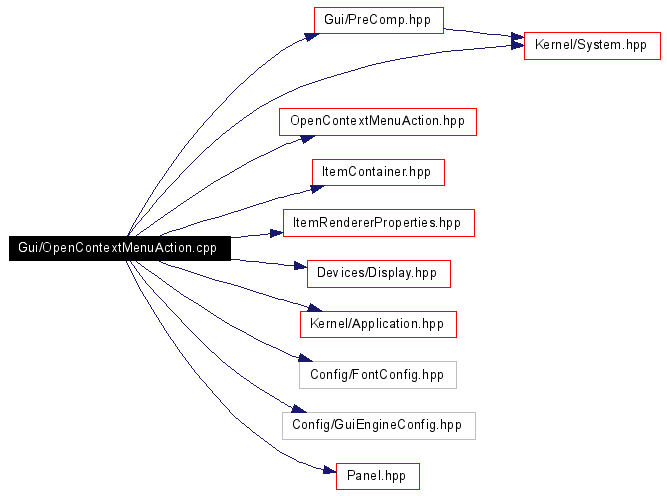 Gui/PreComp.hpp
Kernel/System.hpp
OpenContextMenuAction.hpp
ItemContainer.hpp
ItemRendererProperties.hpp
Gui/OpenContextMenuAction.cpp
Devices/Display.hpp
Kernel/Application.hpp
Config/FontConfig.hpp
Config/GuiEngineConfig.hpp
Panel.hpp